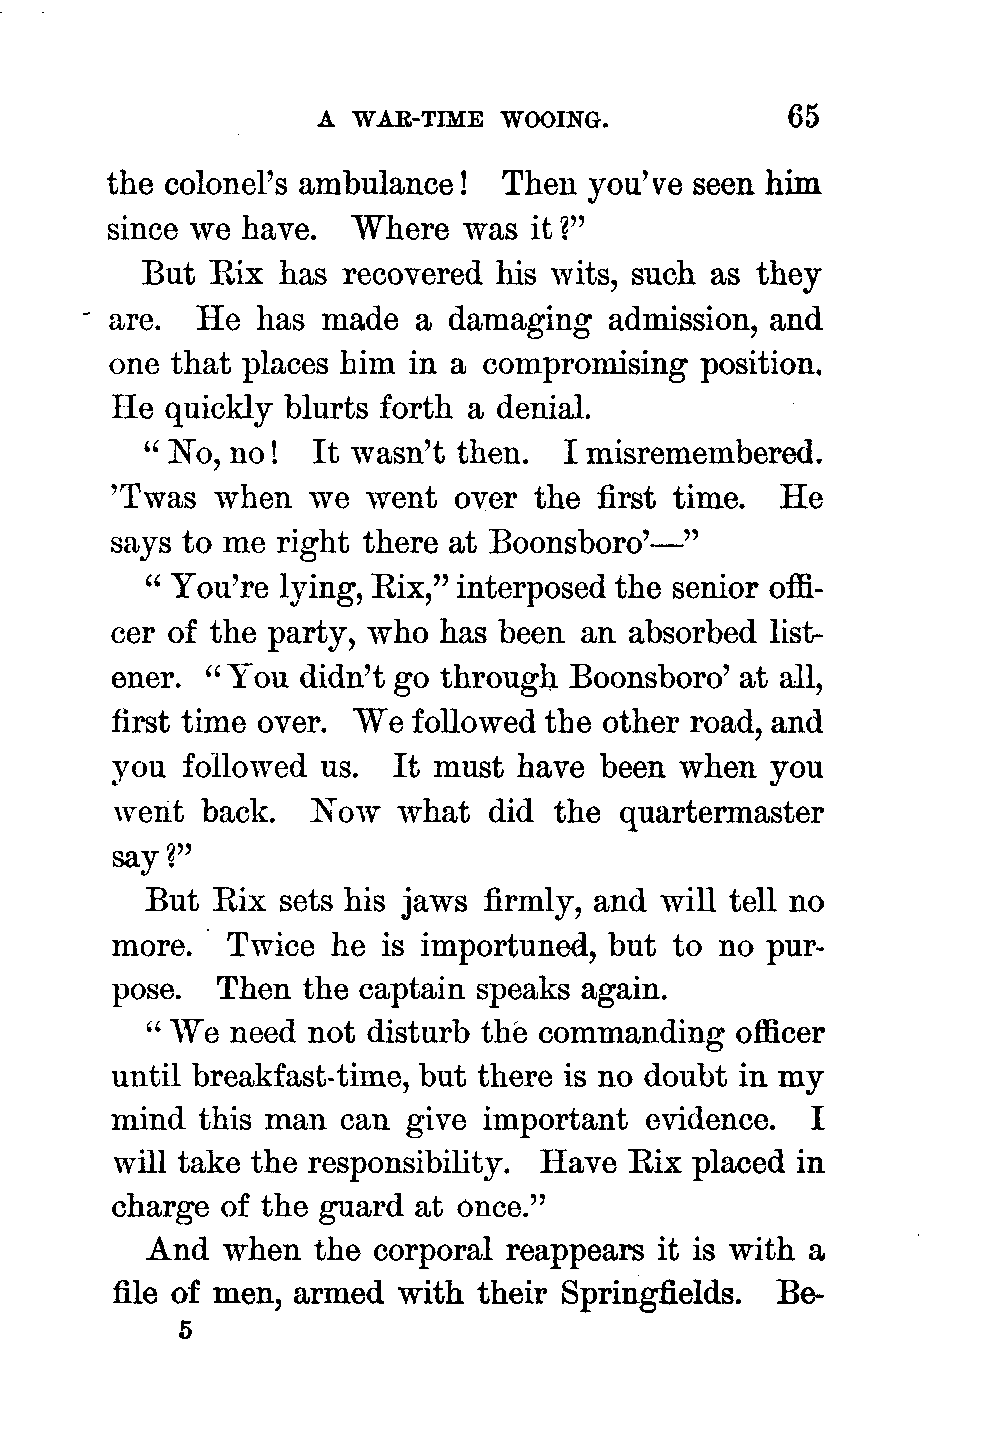 A WAR-TIME WOOING. 65
the colonel's ambulance! Then you've seen him
since we have. Where was it?"
But Rix has recovered his wits, such as they
are. He has made a damaging admission, and
one that places him in a compromising position.
He quickly blurts forth a denial.
"No, no! It wasn't then. I misremembered.
'Twas when we went over the first time. He
says to me right there at Boonsboro'—"
"You're lying, Rix," interposed the senior offi-
cer of the party, who has been an absorbed list-
ener. "You didn't go through Boonsboro' at all,
first time over. We followed the other road, and
you followed us. It must have been when you
went back. Now what did the quartermaster
say?"
But Rix sets his jaws firmly, and will tell no
more. Twice he is importuned, but to no pur-
pose. Then the captain speaks again.
"We need not disturb the commanding officer
until breakfast-time, but there is no doubt in my
mind this man can give important evidence. I
will take the responsibility. Have Rix placed in
charge of the guard at once."
And when the corporal reappears it is with a
file of men, armed with their Springfields. Be-
5